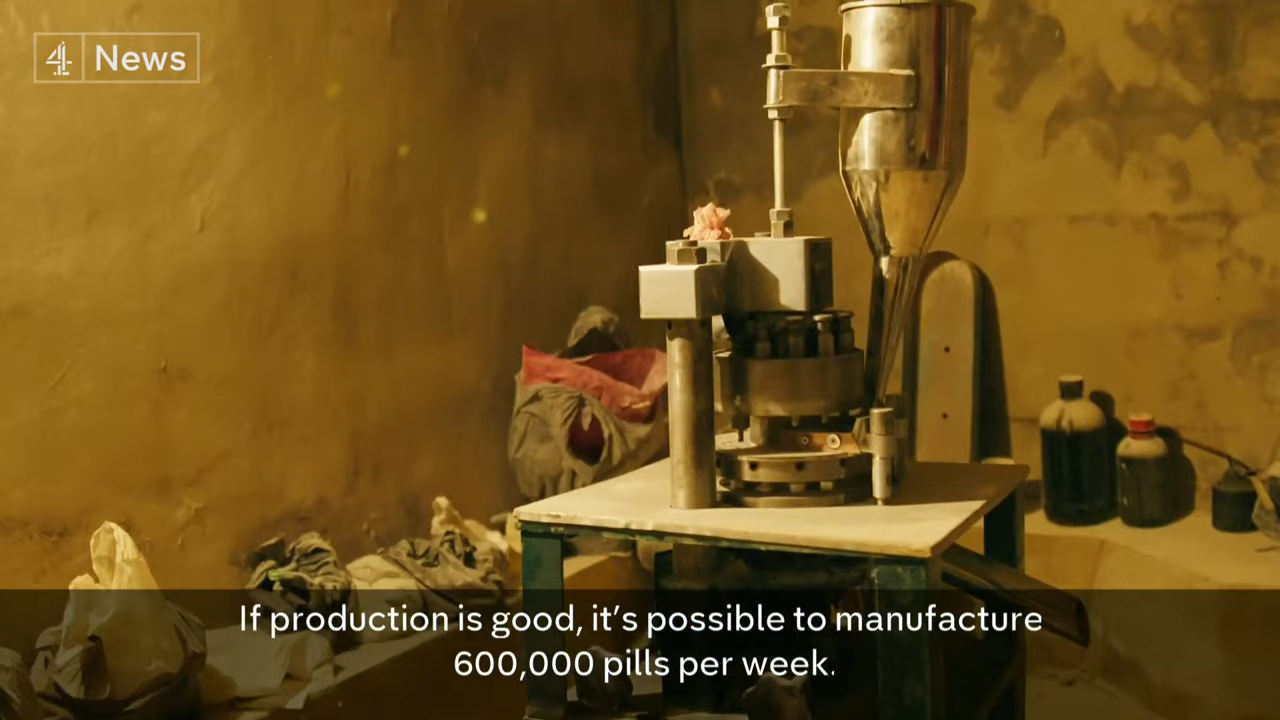 4 News
If production is good, it's possible to manufacture
600,000 pills per week.